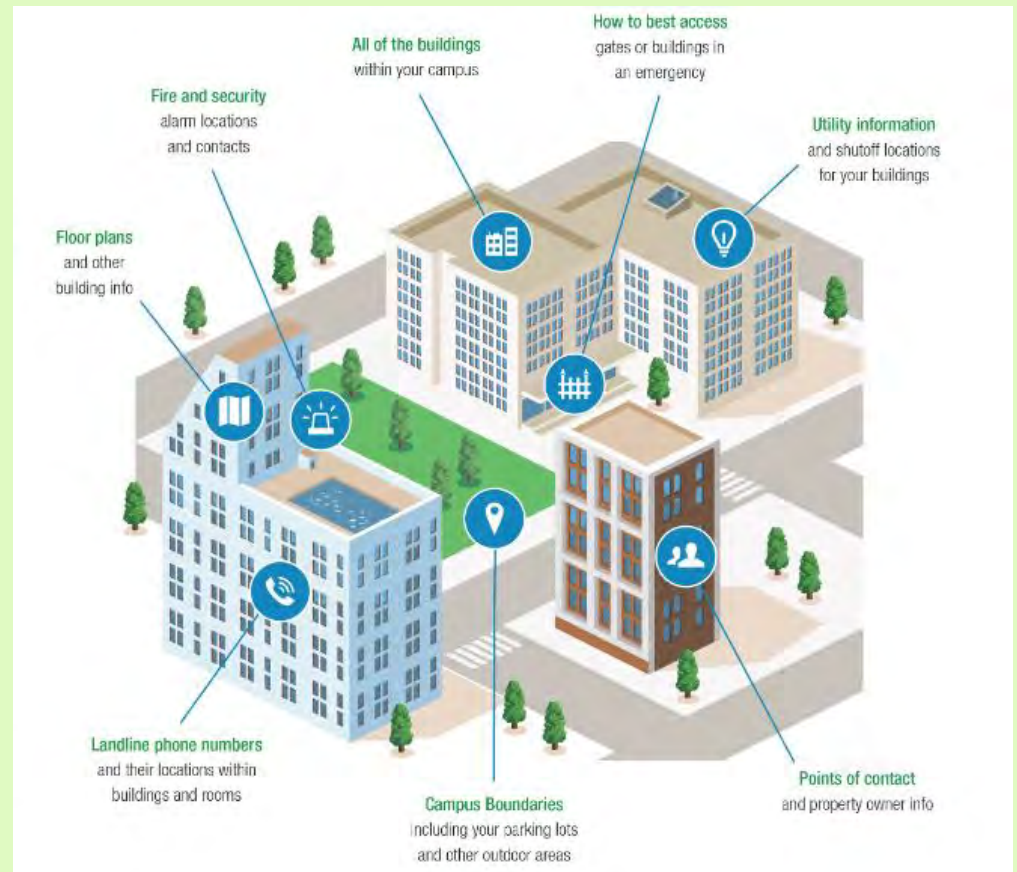 How to best access
gates or buildings in
an emergency
All of the buildings
within your campus
Fire and security
alarm locations
and contacts
Utility information
and shutoff locations
for your buildings
Floor plans
and other
building info
Landline phone numbers
and their locations within
buildings and rooms
Campus Boundaries
including your parking lots
and other outdoor areas
Points of contact
and property owner info